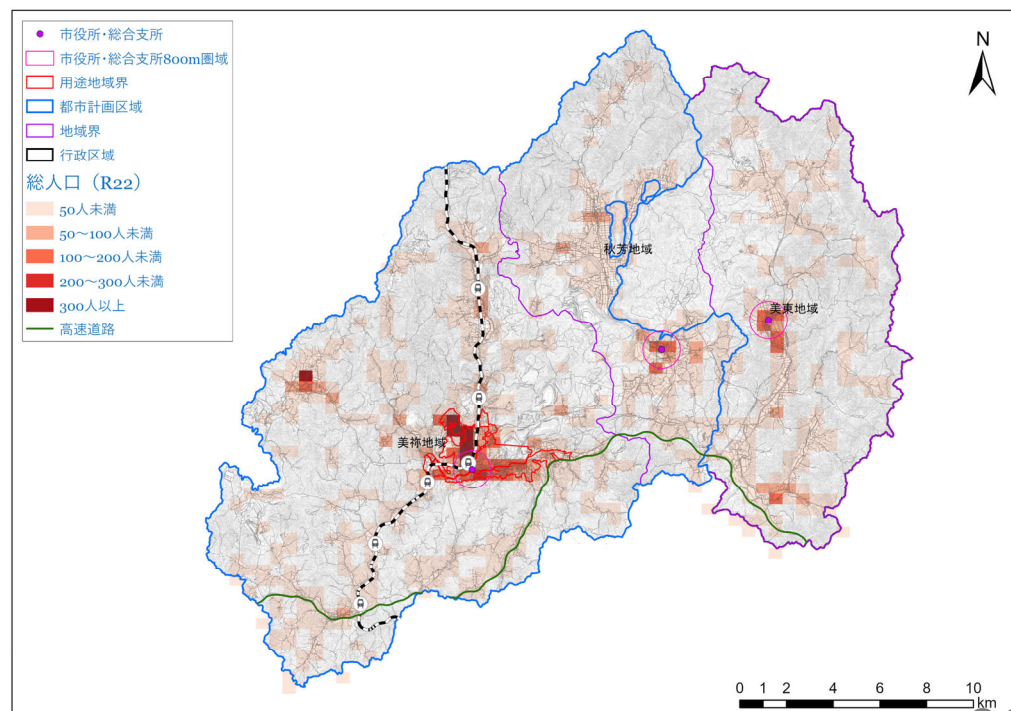 市役所・総合支所
市役所・総合支所800m圏域
用途地域界
都市計画区域
地域界
行政区域
総人口（R22）
50人未満
50～100人未満
100～200人未満
200～300人未満
300人以上
高速道路
N
秋芳地域
美東地域
美祢地域
0 1 2 4 6 8 10
km